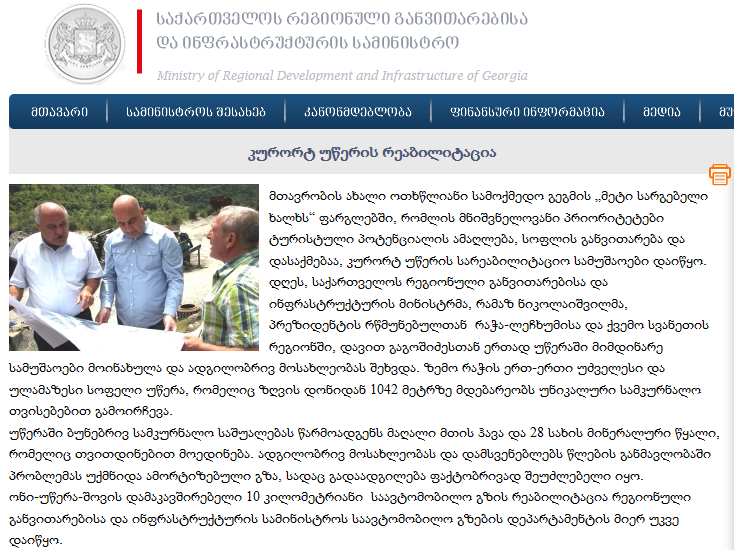 საქართველოს რეგიონული განვითარებისა
და ინფრასტრუქტურის სამინისტრო
Ministry of Regional Development and Infrastructure of Georgia
მთავარი
სამინისტროს შესახებ
კანონმდებლობა
ფინანსური ინფორმაცია
მედია
კურორტ უწერის რეაბილიტაცია
მთავრობის ახალი ოთხწლიანი სამოქმედო გეგმის „მეტი სარგებელი
ხალხს“ ფარგლებში, რომლის მნიშვნელოვანი პრიორიტეტები
ტურისტული პოტენციალის ამაღლება, სოფლის განვითარება და
დასაქმებაა, კურორტ უწერის სარეაბილიტაციო სამუშაოები დაიწყო.
დღეს, საქართველოს რეგიონული განვითარებისა და
ინფრასტრუქტურის მინისტრმა, რამაზ ნიკოლაიშვილმა,
პრეზიდენტის რწმუნებულთან რაჭა-ლეჩხუმისა და ქვემო სვანეთის
რეგიონში, დავით გაგოშიძესთან ერთად უწერაში მიმდინარე
სამუშაოები მოინახულა და ადგილობრივ მოსახლეობას შეხვდა. ზემო რაჭის ერთ-ერთი უძველესი და
ულამაზესი სოფელი უწერა, რომელიც ზღვის დონიდან 1042 მეტრზე მდებარეობს უნიკალური სამკურნალო
თვისებებით გამოირჩევა.
უწერაში ბუნებრივ სამკურნალო საშუალებას წარმოადგენს მაღალი მთის ჰავა და 28 სახის მინერალური წყალი,
რომელიც თვითდინებით მოედინება. ადგილობრივ მოსახლეობას და დამსვენებლებს წლების განმავლობაში
პრობლემას უქმნიდა ამორტიზებული გზა, სადაც გადაადგილება ფაქტობრივად შეუძლებელი იყო.
ონი-უწერა-შოვის დამაკავშირებელი 10 კილომეტრიანი საავტომობილო გზის რეაბილიტაცია რეგიონული
განვითარებისა და ინფრასტრუქტურის სამინისტროს საავტომობილო გზების დეპარტამენტის მიერ უკვე
დაიწყო.